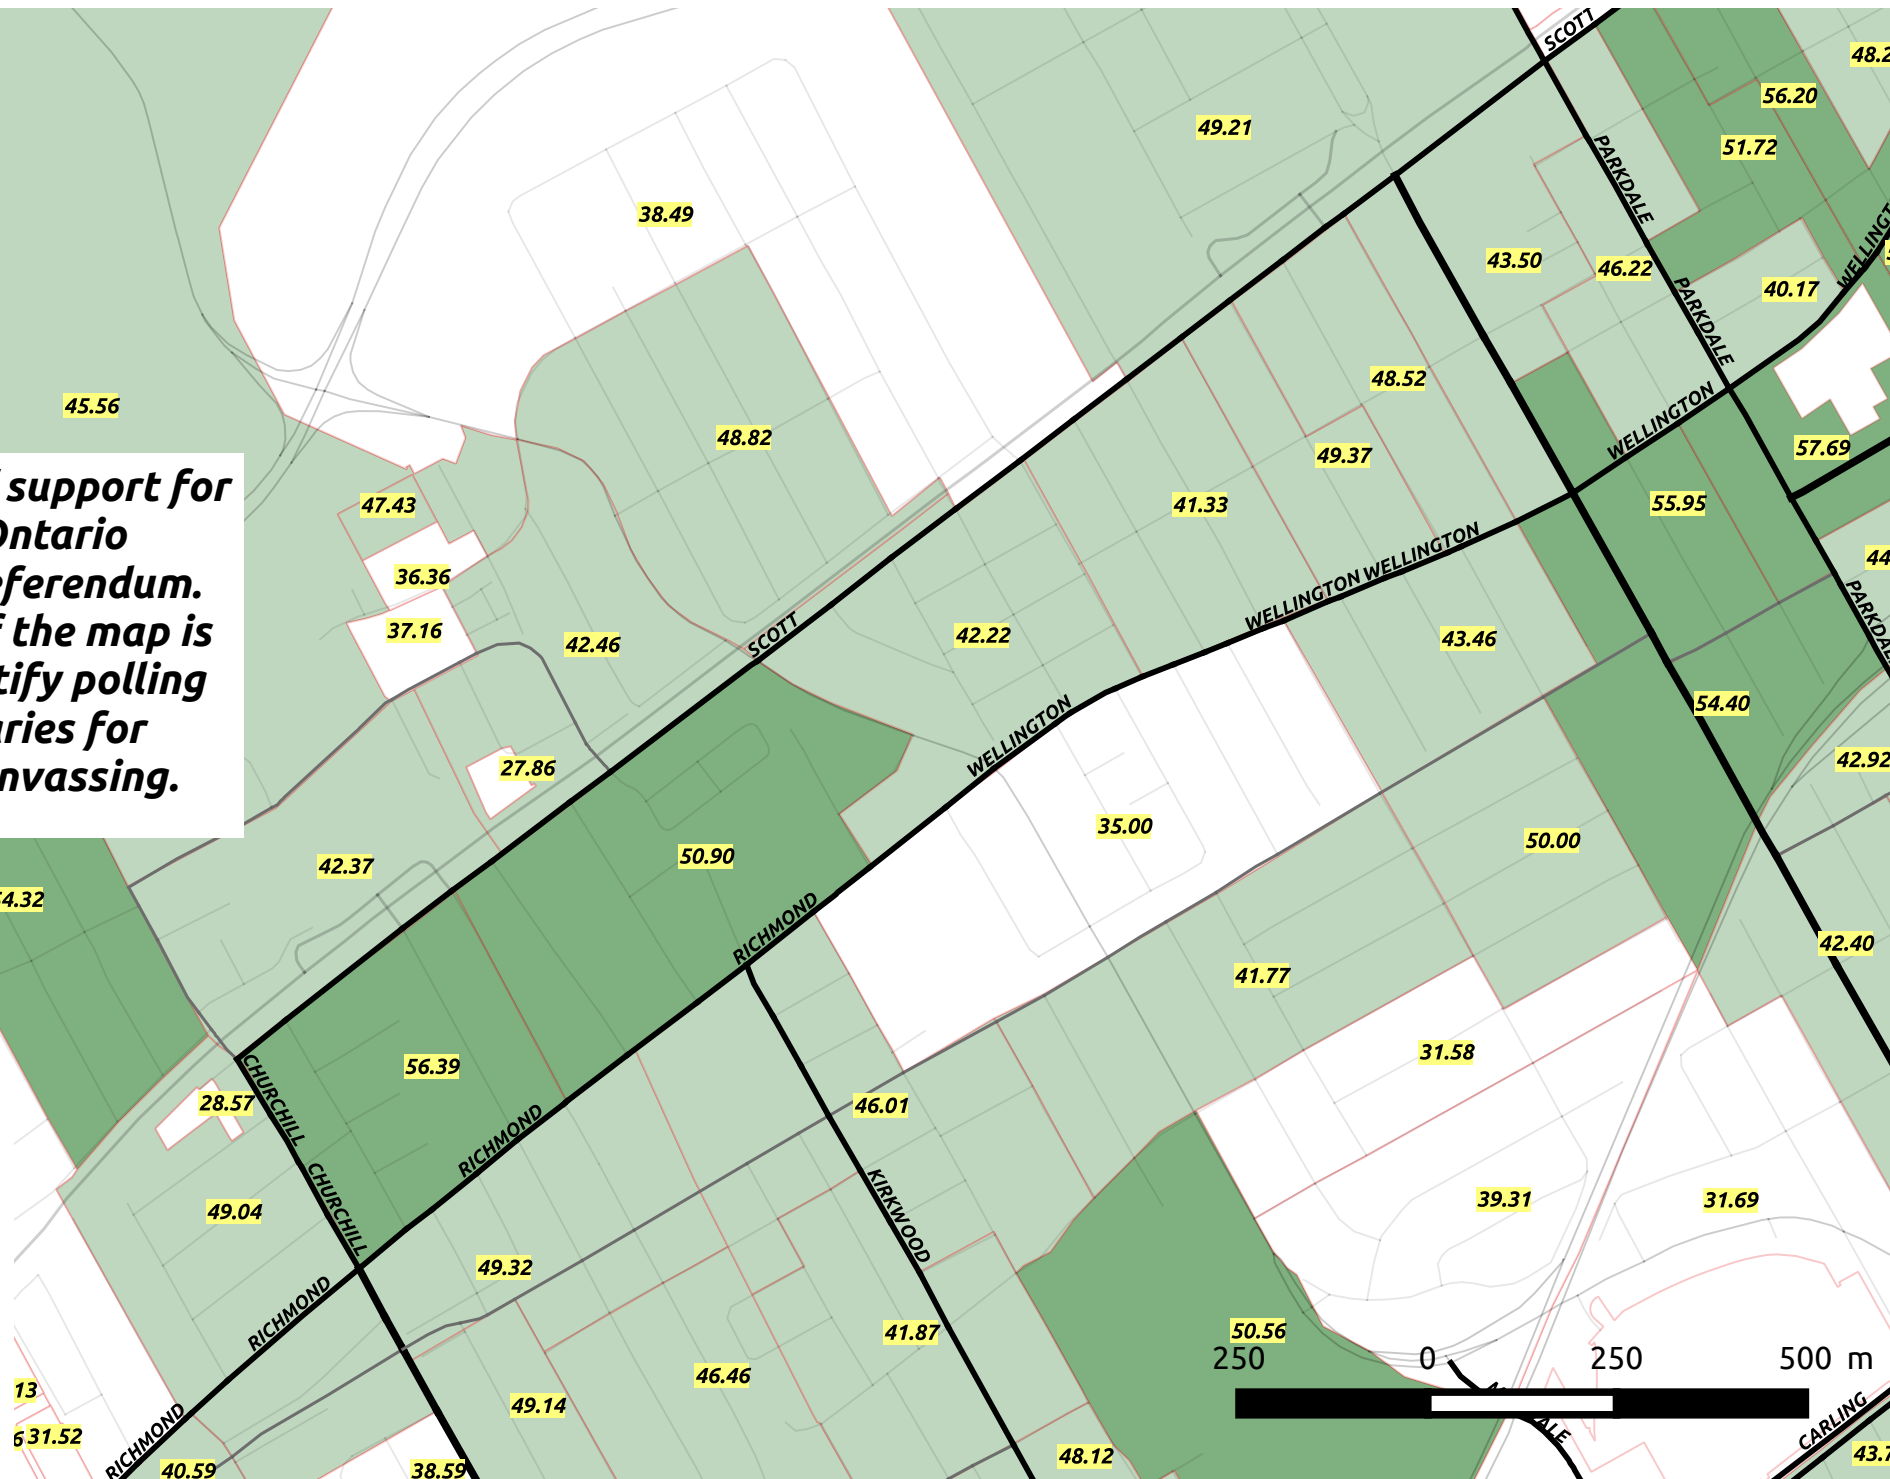 SCOTT
48.2
56.20
49.21
51.72
PARKDALE
38.49
43.50
46.22
PARKDALE
40.17
WELLINGT
45.56
48.52
48.82
WELLINGTON
57.69
49.37
47.43
41.33
55.95
support for
Ontario
eferendum.
f the map is
tify polling
aries for
nvassing.
36.36
37.16
42.46
SCOTT
42.22
WELLINGTON WELLINGTON
43.46
44
PARKDALE
54.40
WELLINGTON
42.92
27.86
50.90
35.00
50.00
42.37
54.32
RICHMOND
42.40
41.77
56.39
31.58
28.57
CHURCHILL
46.01
RICHMOND
CHURCHILL
49.04
KIRKWOOD
39.31
31.69
49.32
RICHMOND
41.87
50.56
250 0 250 500 m
46.46
13
49.14
CARLING
31.52
RICHMOND
40.59
38.59
48.12
43.7